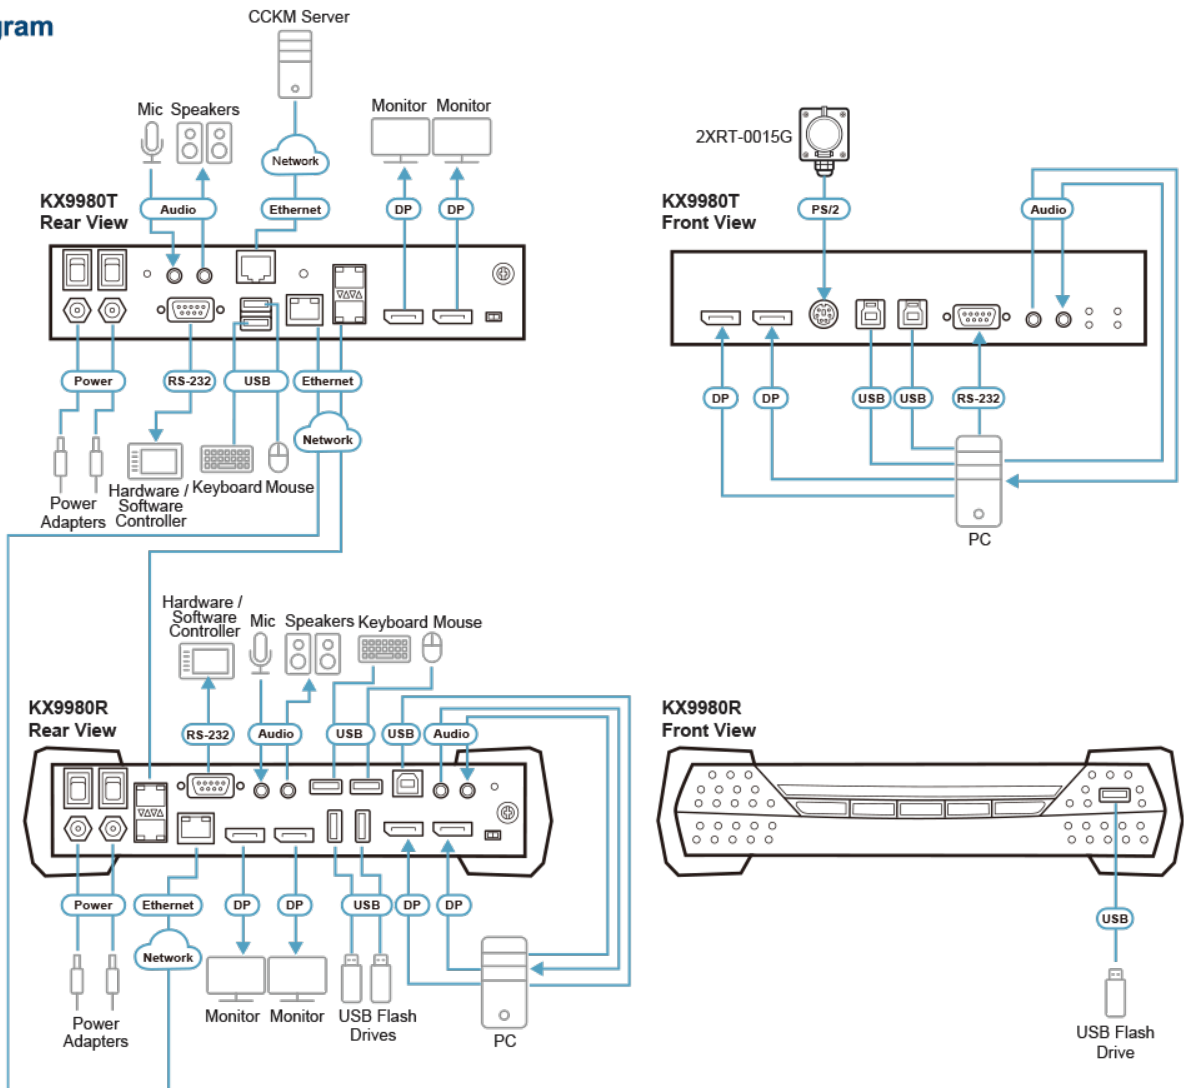 gram
CCKM Server
Mic Speakers
Monitor Monitor
Network
KX9980T
Rear View
Audio
Ethernet
DP
DP
Power
RS-232
USB
Ethernet
Network
Power
Adapters
Hardware /
Software
Controller
Keyboard Mouse
2XRT-0015G
KX9980T
Front View
PS/2
Audio
DP
DP
USB
USB
RS-232
PC
Hardware /
Software
Controller
Mic Speakers Keyboard Mouse
KX9980R
Rear View
RS-232
Audio
USB
USB
Audio
Power
Ethernet
DP
DP
USB
DP
DP
Network
Power
Adapters
Monitor Monitor
USB Flash
Drives
PC
KX9980R
Front View
USB
USB Flash
Drive